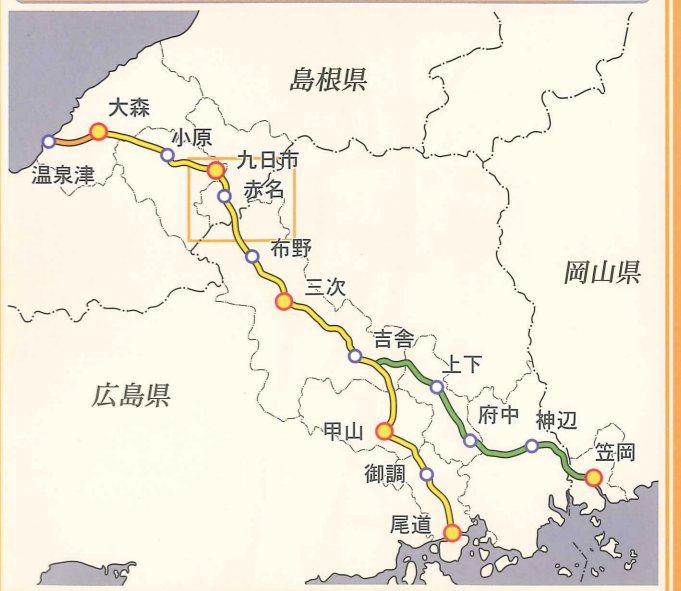 島根県
大森
小原
九日市
温泉津
赤名
布野
岡山県
三次
吉舎
上下
広島県
府中
神辺
甲山
笠岡
御調
尾道